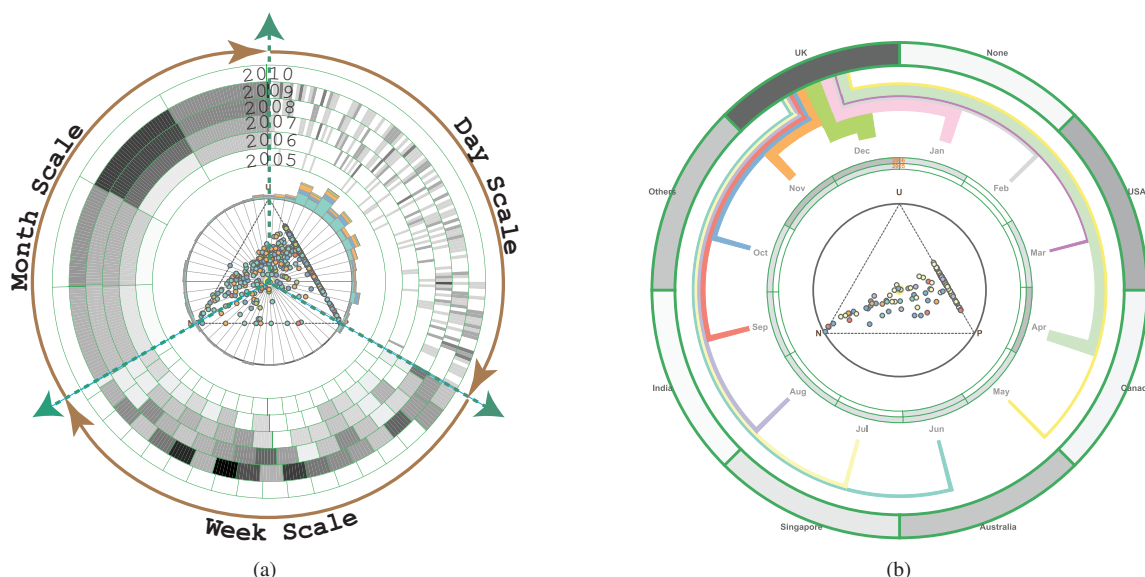 2010
2009
2008
2007
2006
2005
Month Scale
Day Scale
Week Scale
U
N
(a)
UK
None
USA
Canada
Australia
Singapore
India
Others
Dec
Jan
Feb
Mar
Apr
May
Jun
Jul
Aug
Sep
Oct
Nov
U
N
P
(b)